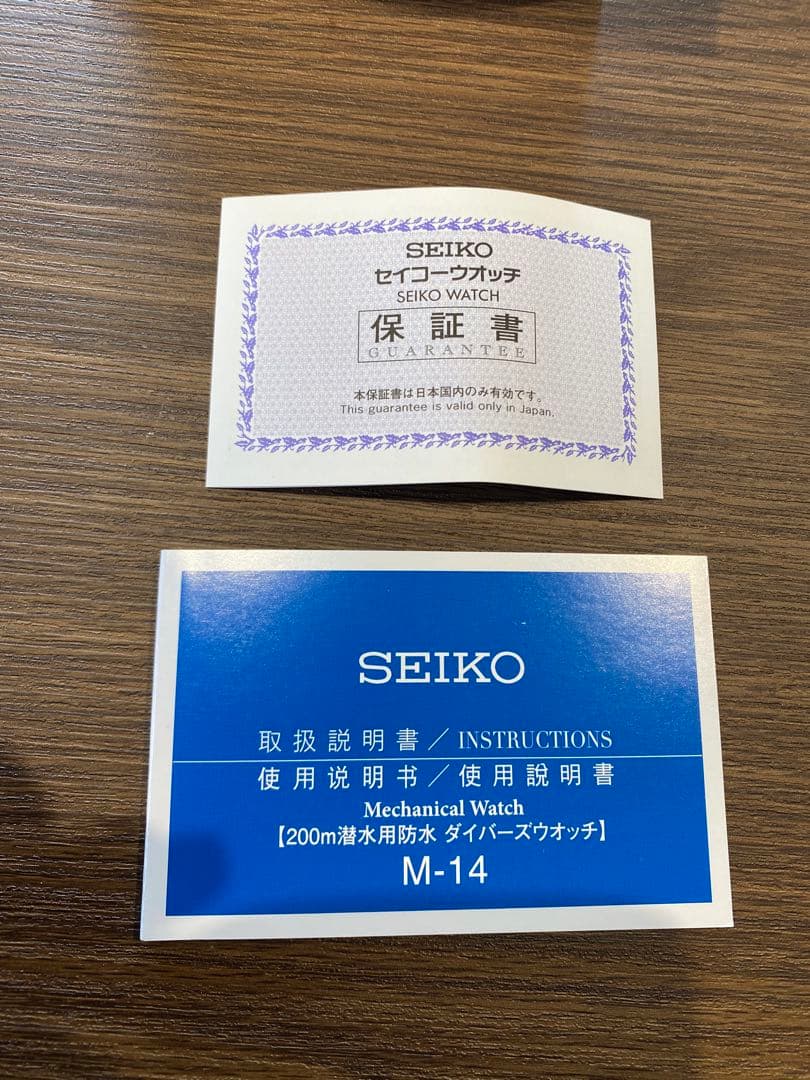 SEIKO
セイコーウオッチ
SEIKO WATCH
保証書
GUARANTEE
本保証書は日本国内のみ有効です。
This guarantee is valid only in Japan.
SEIKO
取扱説明書／INSTRUCTIONS
使用说明书／使用說明書
Mechanical Watch
【200m潜水用防水 ダイバーズウオッチ】
M-14